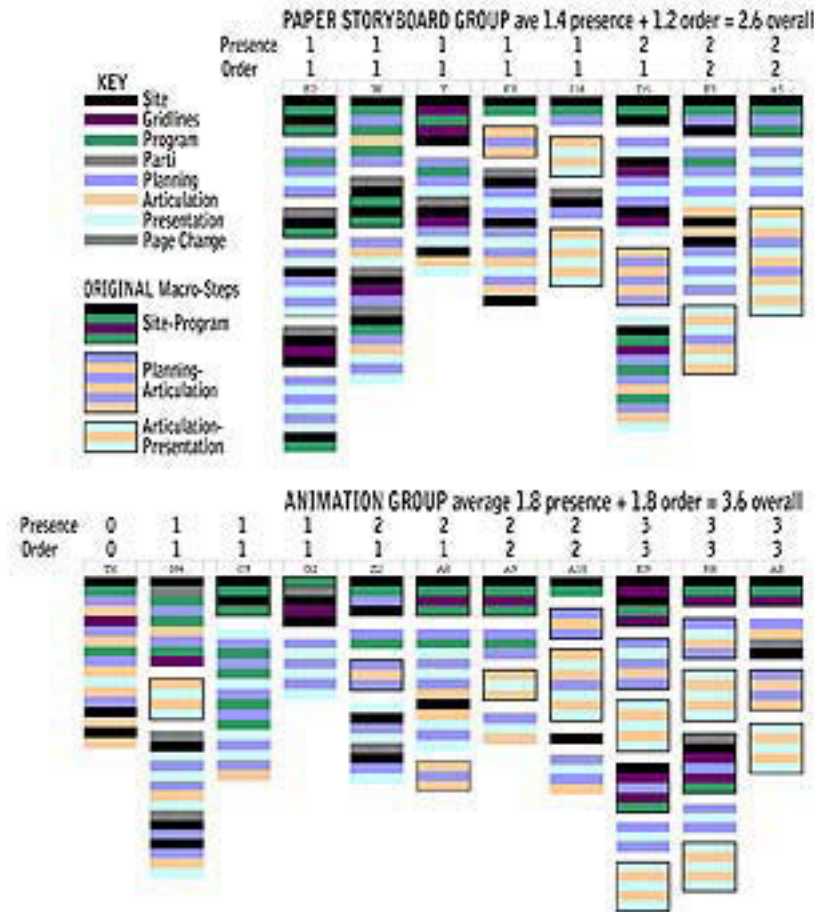 PAPER STORYBOARD GROUP ave 1.4 presence + 1.2 order = 2.6 overall
Presence 1 1 1 1 1 2 2 2
Order 1 1 1 1 1 1 2 2
KEY
Site
Gridlines
Program
Parti
Planning
Articulation
Presentation
Page Change
ORIGINAL Macro-Steps
Site-Program
Planning-
Articulation
Articulation-
Presentation
ANIMATION GROUP average 1.8 presence + 1.8 order = 3.6 overall
Presence 0 1 1 1 2 2 2 2 3 3 3
Order 0 1 1 1 1 1 2 2 3 3 3